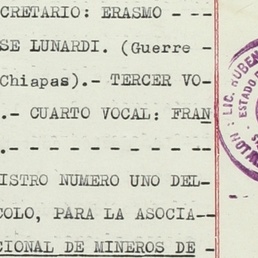 CRETARIO: ERASMO - - -
SE LUNARDI. (Guerre -
Chiapas).- TERCER VO-
.- CUARTO VOCAL: FRAN
.- - - - - - - - - - - -
ISTRO NUMERO UNO DEL-
COLO, PARA LA ASOCIA--
CIONAL DE MINEROS DE -
LIC. RUBEN
ESTADO